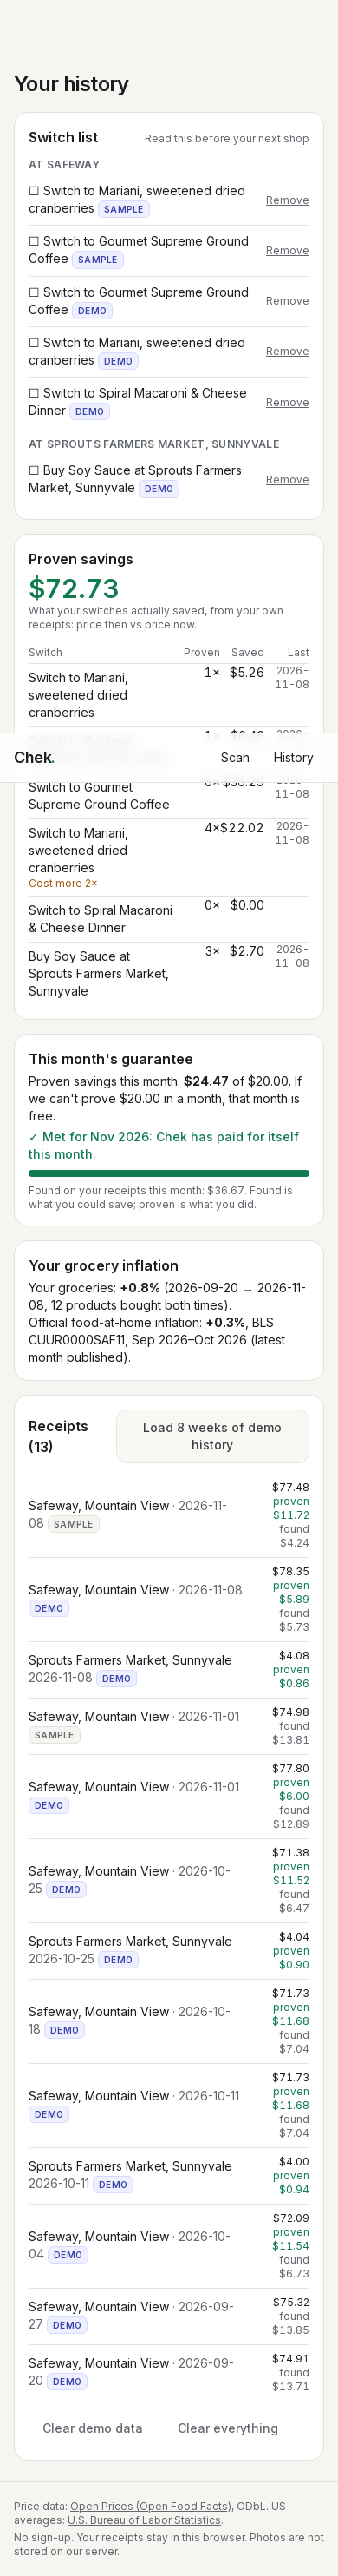 Your history
Switch list
Read this before your next shop
AT SAFEWAY
☐ Switch to Mariani, sweetened dried
cranberries SAMPLE
Remove
☐ Switch to Gourmet Supreme Ground
Coffee SAMPLE
Remove
☐ Switch to Gourmet Supreme Ground
Coffee DEMO
Remove
☐ Switch to Mariani, sweetened dried
cranberries DEMO
Remove
☐ Switch to Spiral Macaroni & Cheese
Dinner DEMO
Remove
AT SPROUTS FARMERS MARKET, SUNNYVALE
☐ Buy Soy Sauce at Sprouts Farmers
Market, Sunnyvale DEMO
Remove
Proven savings
$72.73
What your switches actually saved, from your own
receipts: price then vs price now.
Switch Proven Saved Last
Switch to Mariani, 1× $5.26 2026-
sweetened dried 11-08
cranberries
Chek.
Scan
History
Switch to Gourmet 11-08
Supreme Ground Coffee
Switch to Mariani, 4× $22.02 2026-
sweetened dried 11-08
cranberries
Cost more 2×
Switch to Spiral Macaroni 0× $0.00 —
& Cheese Dinner
Buy Soy Sauce at 3× $2.70 2026-
Sprouts Farmers Market, 11-08
Sunnyvale
This month's guarantee
Proven savings this month: $24.47 of $20.00. If
we can't prove $20.00 in a month, that month is
free.
✓ Met for Nov 2026: Chek has paid for itself
this month.
Found on your receipts this month: $36.67. Found is
what you could save; proven is what you did.
Your grocery inflation
Your groceries: +0.8% (2026-09-20 → 2026-11-
08, 12 products bought both times).
Official food-at-home inflation: +0.3%, BLS
CUUR0000SAF11, Sep 2026–Oct 2026 (latest
month published).
Receipts
(13)
Load 8 weeks of demo
history
Safeway, Mountain View · 2026-11-
08 SAMPLE
$77.48
proven
$11.72
found
$4.24
Safeway, Mountain View · 2026-11-08
DEMO
$78.35
proven
$5.89
found
$5.73
Sprouts Farmers Market, Sunnyvale ·
2026-11-08 DEMO
$4.08
proven
$0.86
Safeway, Mountain View · 2026-11-01
SAMPLE
$74.98
found
$13.81
Safeway, Mountain View · 2026-11-01
DEMO
$77.80
proven
$6.00
found
$12.89
Safeway, Mountain View · 2026-10-
25 DEMO
$71.38
proven
$11.52
found
$6.47
Sprouts Farmers Market, Sunnyvale ·
2026-10-25 DEMO
$4.04
proven
$0.90
Safeway, Mountain View · 2026-10-
18 DEMO
$71.73
proven
$11.68
found
$7.04
Safeway, Mountain View · 2026-10-11
DEMO
$71.73
proven
$11.68
found
$7.04
Sprouts Farmers Market, Sunnyvale ·
2026-10-11 DEMO
$4.00
proven
$0.94
Safeway, Mountain View · 2026-10-
04 DEMO
$72.09
proven
$11.54
found
$6.73
Safeway, Mountain View · 2026-09-
27 DEMO
$75.32
found
$13.85
Safeway, Mountain View · 2026-09-
20 DEMO
$74.91
found
$13.71
Clear demo data
Clear everything
Price data: Open Prices (Open Food Facts), ODbL. US
averages: U.S. Bureau of Labor Statistics.
No sign-up. Your receipts stay in this browser. Photos are not
stored on our server.